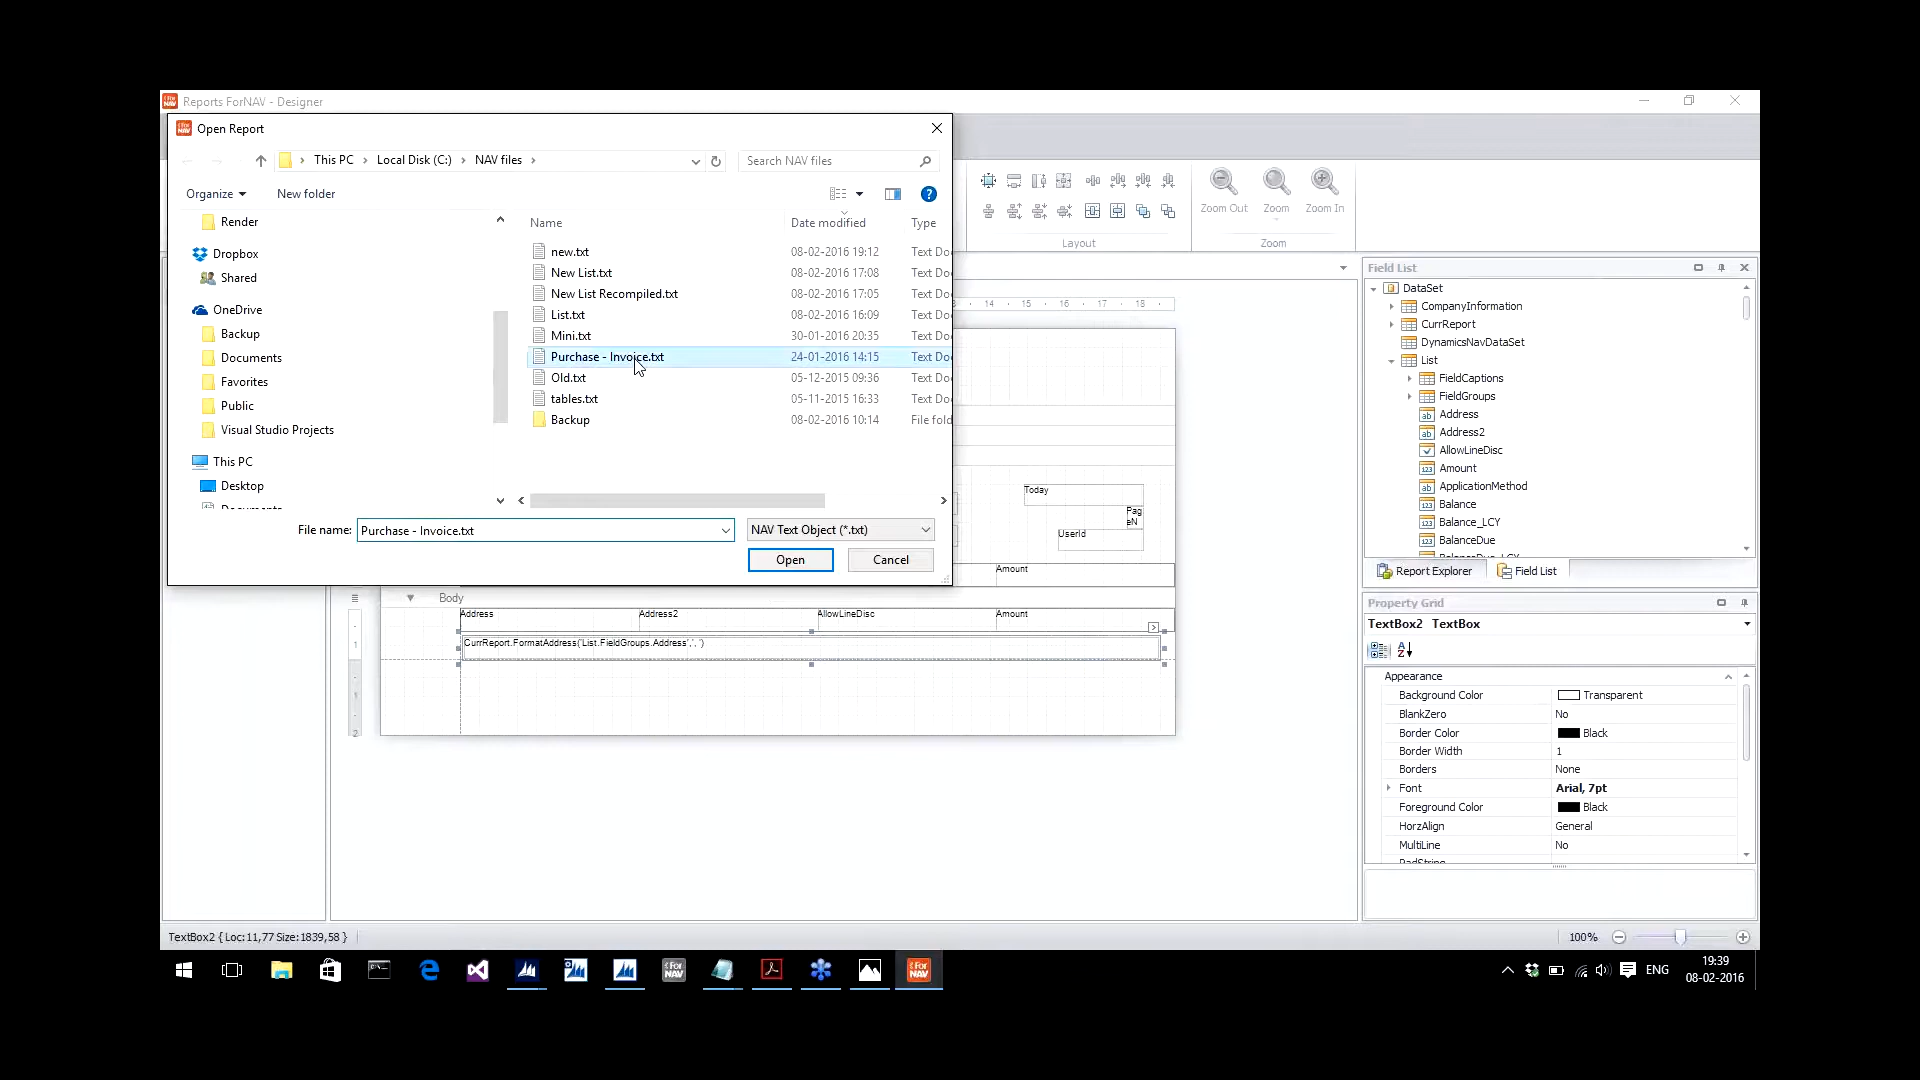 Reports ForNAV - Designer
Open Report
This PC > Local Disk (C:) > NAV files >
Search NAV files
Organize
New folder
Render
Dropbox
Shared
OneDrive
Backup
Documents
Favorites
Public
Visual Studio Projects
This PC
Desktop
Name Date modified Type
new.txt 08-02-2016 19:12 Text Do
New List.txt 08-02-2016 17:08 Text Do
New List Recompiled.txt 08-02-2016 17:05 Text Do
List.txt 08-02-2016 16:09 Text Do
Mini.txt 30-01-2016 20:35 Text Do
Purchase - Invoice.txt 24-01-2016 14:15 Text Do
Old.txt 05-12-2015 09:36 Text Do
tables.txt 05-11-2015 16:33 Text Do
Backup 08-02-2016 10:14 File fold
File name: Purchase - Invoice.txt
NAV Text Object (*.txt)
Open
Cancel
Zoom Out
Zoom
Zoom In
Layout
Zoom
14 15 16 17 18
Today
Pag
eN
UserId
Amount
Body
Address Address2 AllowLineDisc Amount
CurrReport.FormatAddress('List.FieldGroups.Address',', ')
Field List
DataSet
CompanyInformation
CurrReport
DynamicsNavDataSet
List
FieldCaptions
FieldGroups
Address
Address2
AllowLineDisc
Amount
ApplicationMethod
Balance
Balance_LCY
BalanceDue
Report Explorer
Field List
Property Grid
TextBox2 TextBox
Appearance
Background Color Transparent
BlankZero No
Border Color Black
Border Width 1
Borders None
Font Arial, 7pt
Foreground Color Black
HorzAlign General
MultiLine No
TextBox2 { Loc:11,77 Size:1839,58 }
100%
ENG
19:39
08-02-2016